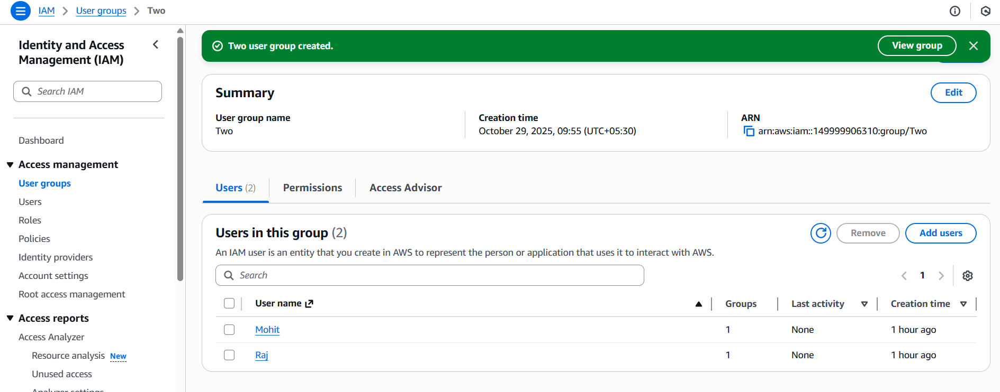 IAM > User groups > Two
Identity and Access
Management (IAM)
Search IAM
Dashboard
Access management
User groups
Users
Roles
Policies
Identity providers
Account settings
Root access management
Access reports
Access Analyzer
Resource analysis New
Unused access
Analyzer settings
Two user group created.
View group
Summary
Edit
User group name
Two
Creation time
October 29, 2025, 09:55 (UTC+05:30)
ARN
arn:aws:iam::149999906310:group/Two
Users (2)
Permissions
Access Advisor
Users in this group (2)
Remove
Add users
An IAM user is an entity that you create in AWS to represent the person or application that uses it to interact with AWS.
Search
1
User name Groups Last activity Creation time
Mohit 1 None 1 hour ago
Raj 1 None 1 hour ago